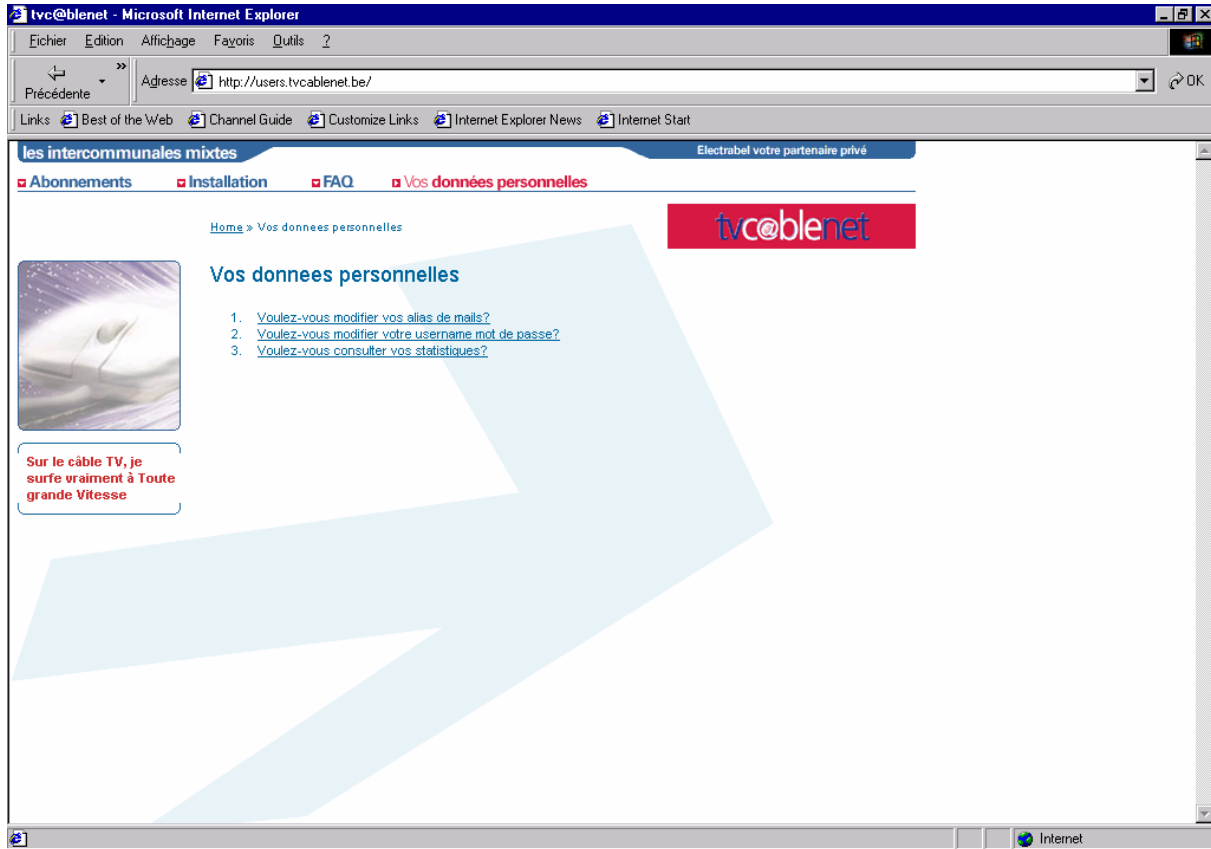 tvc@blenet - Microsoft Internet Explorer
Fichier Edition Affichage Favoris Outils ?
Précédente » Adresse http://users.tvcablenet.be/ OK
Links Best of the Web Channel Guide Customize Links Internet Explorer News Internet Start
les intercommunales mixtes Electrabel votre partenaire privé
Abonnements Installation FAQ Vos données personnelles
Home » Vos donnees personnelles
tvc@blenet
Vos donnees personnelles
1. Voulez-vous modifier vos alias de mails?
2. Voulez-vous modifier votre username mot de passe?
3. Voulez-vous consulter vos statistiques?
Sur le câble TV, je
surfe vraiment à Toute
grande Vitesse
Internet